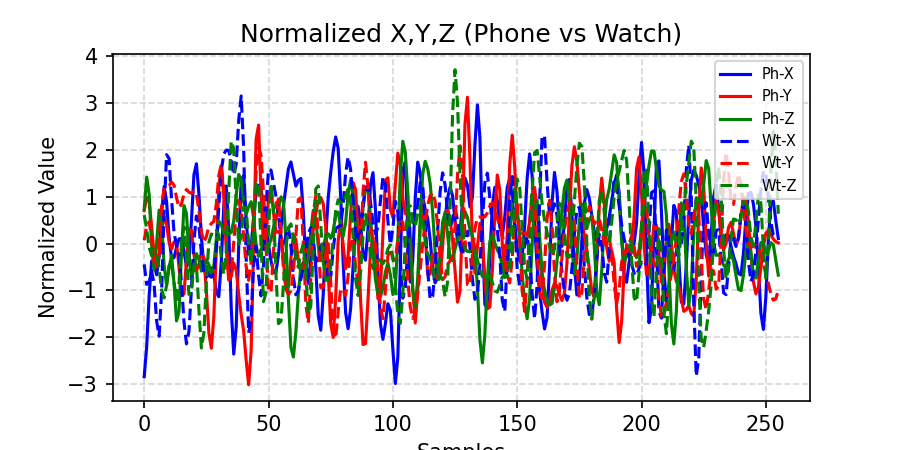 Normalized X,Y,Z (Phone vs Watch)
Normalized Value
4
3
2
1
0
−1
−2
−3
Ph-X
Ph-Y
Ph-Z
Wt-X
Wt-Y
Wt-Z
0 50 100 150 200 250
Samples